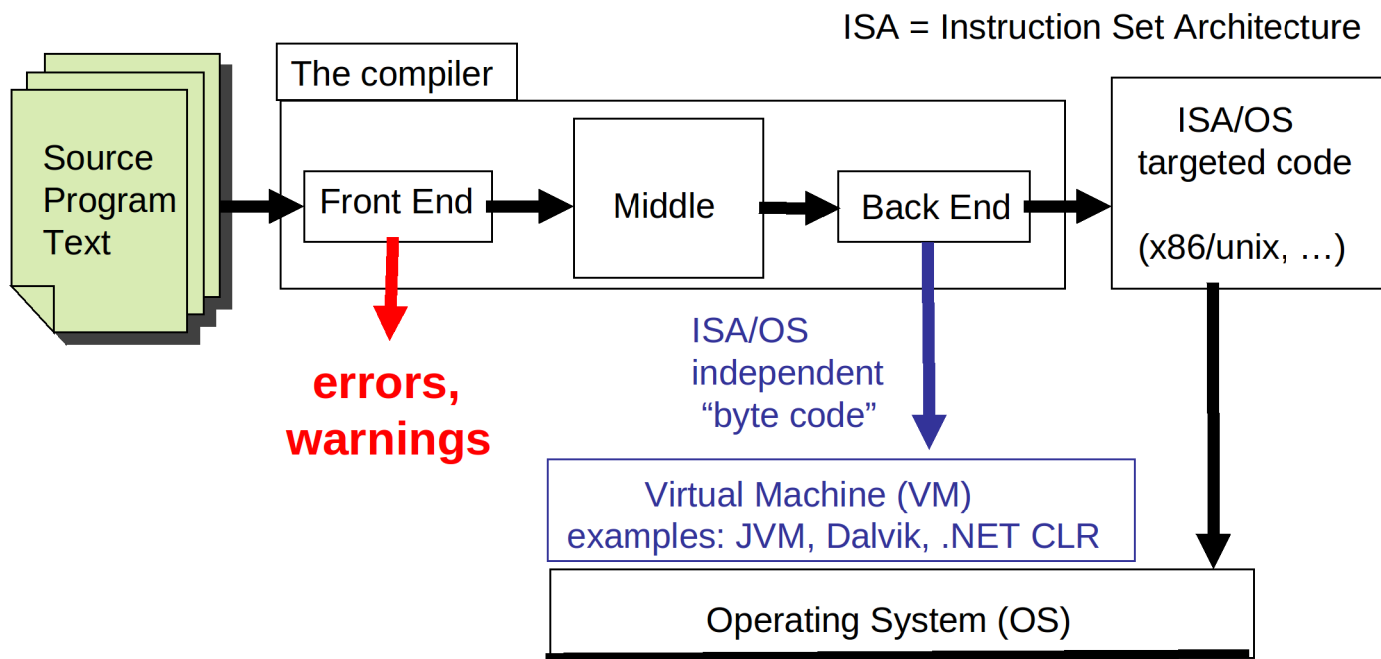 ISA = Instruction Set Architecture
The compiler
Source
Program
Text
Front End
Middle
Back End
ISA/OS
targeted code
(x86/unix, …)
errors,
warnings
ISA/OS
independent
“byte code”
Virtual Machine (VM)
examples: JVM, Dalvik, .NET CLR
Operating System (OS)